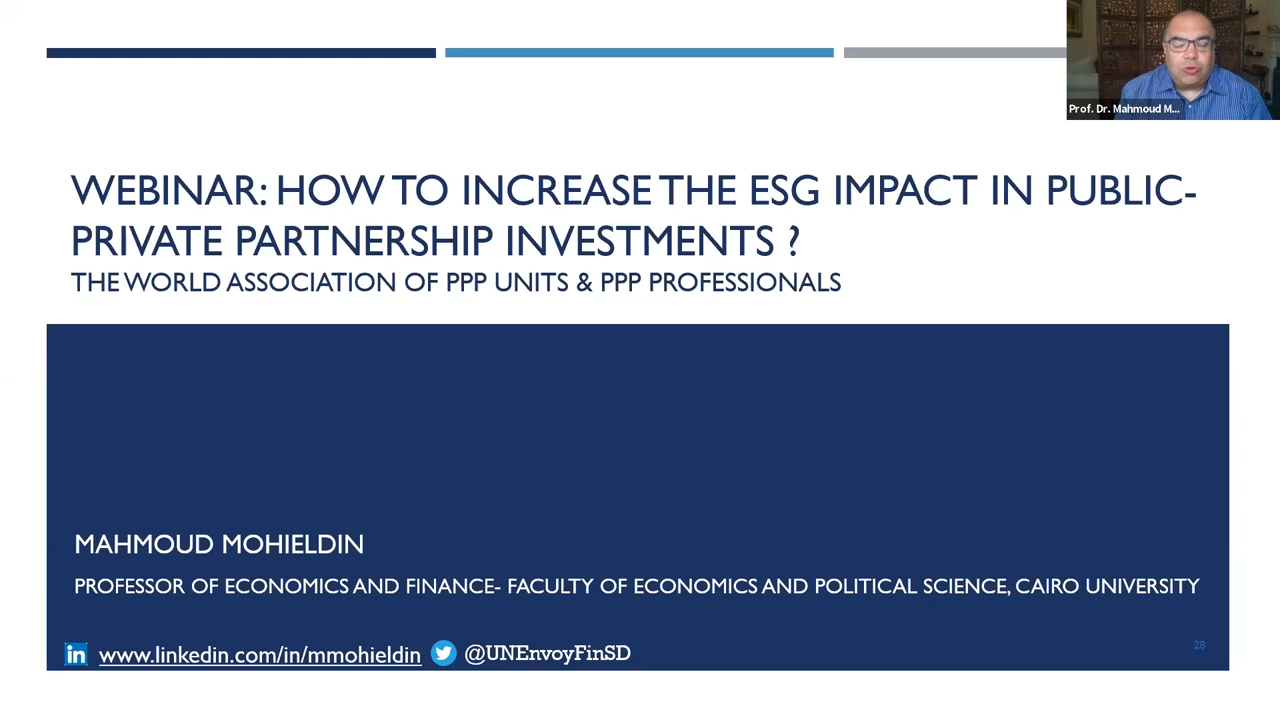 Prof. Dr. Mahmoud M...
WEBINAR: HOW TO INCREASE THE ESG IMPACT IN PUBLIC-
PRIVATE PARTNERSHIP INVESTMENTS ?
THE WORLD ASSOCIATION OF PPP UNITS & PPP PROFESSIONALS
MAHMOUD MOHIELDIN
PROFESSOR OF ECONOMICS AND FINANCE- FACULTY OF ECONOMICS AND POLITICAL SCIENCE, CAIRO UNIVERSITY
in www.linkedin.com/in/mmohieldin @UNEnvoyFinSD
28